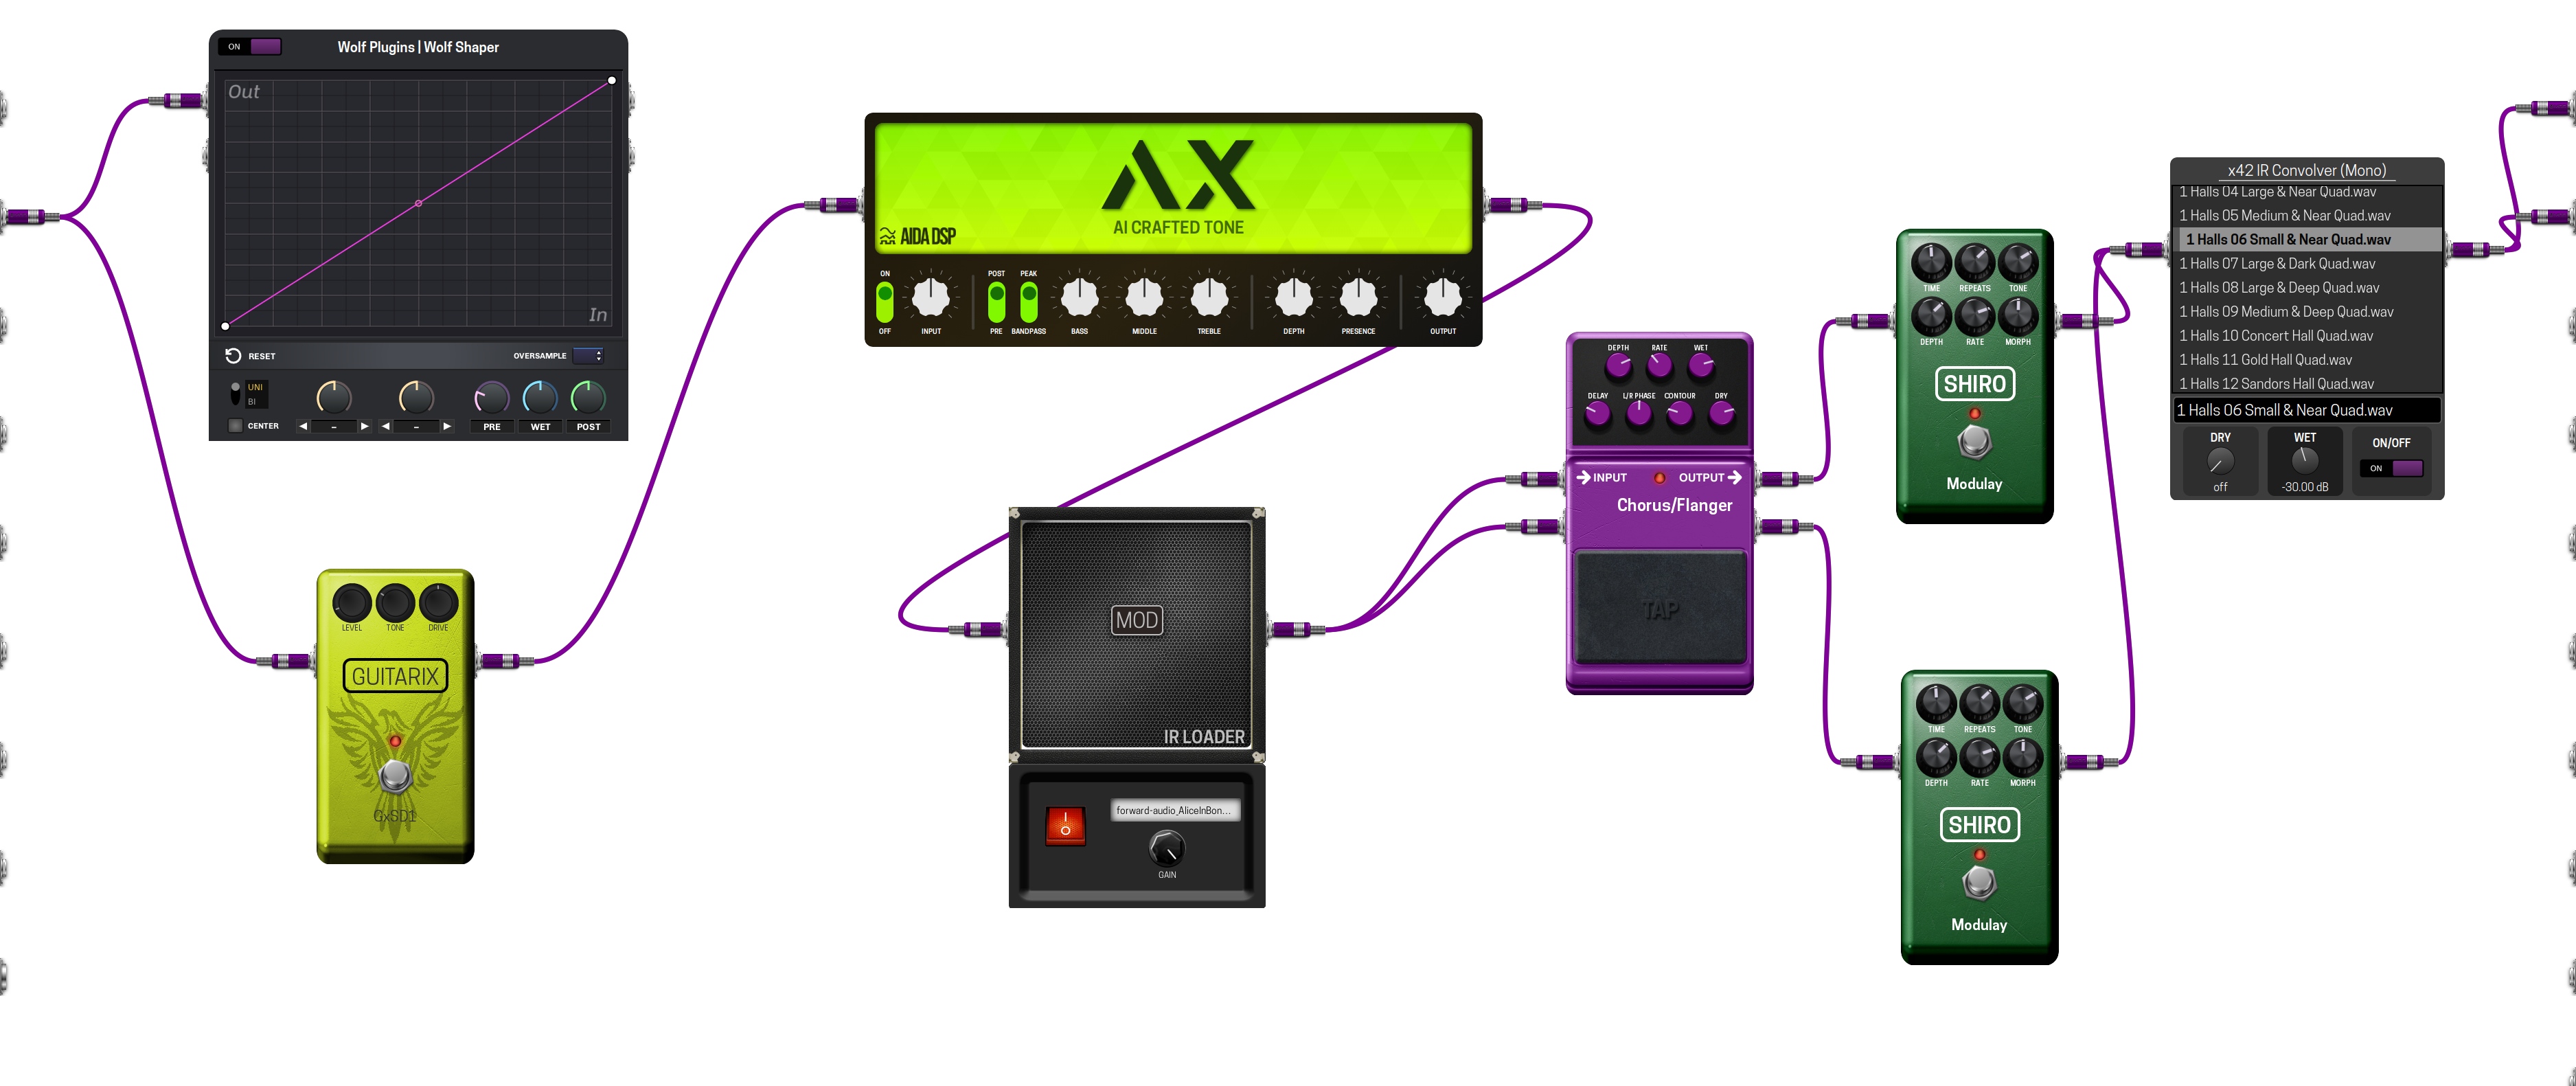 ON
Wolf Plugins | Wolf Shaper
Out
In
RESET
OVERSAMPLE
UNI
BI
CENTER
–
–
PRE
WET
POST
LEVEL
TONE
DRIVE
GUITARIX
GxSD1
AX
AI CRAFTED TONE
AIDA DSP
ON
OFF
INPUT
POST
PRE
PEAK
BANDPASS
BASS
MIDDLE
TREBLE
DEPTH
PRESENCE
OUTPUT
MOD
IR LOADER
I
O
forward-audio_AliceInBon...
GAIN
DEPTH
RATE
WET
DELAY
L/R PHASE
CONTOUR
DRY
INPUT
OUTPUT
Chorus/Flanger
TAP
TIME
REPEATS
TONE
DEPTH
RATE
MORPH
SHIRO
Modulay
TIME
REPEATS
TONE
DEPTH
RATE
MORPH
SHIRO
Modulay
x42 IR Convolver (Mono)
1 Halls 04 Large & Near Quad.wav
1 Halls 05 Medium & Near Quad.wav
1 Halls 06 Small & Near Quad.wav
1 Halls 07 Large & Dark Quad.wav
1 Halls 08 Large & Deep Quad.wav
1 Halls 09 Medium & Deep Quad.wav
1 Halls 10 Concert Hall Quad.wav
1 Halls 11 Gold Hall Quad.wav
1 Halls 12 Sandors Hall Quad.wav
1 Halls 06 Small & Near Quad.wav
DRY
off
WET
-30.00 dB
ON/OFF
ON